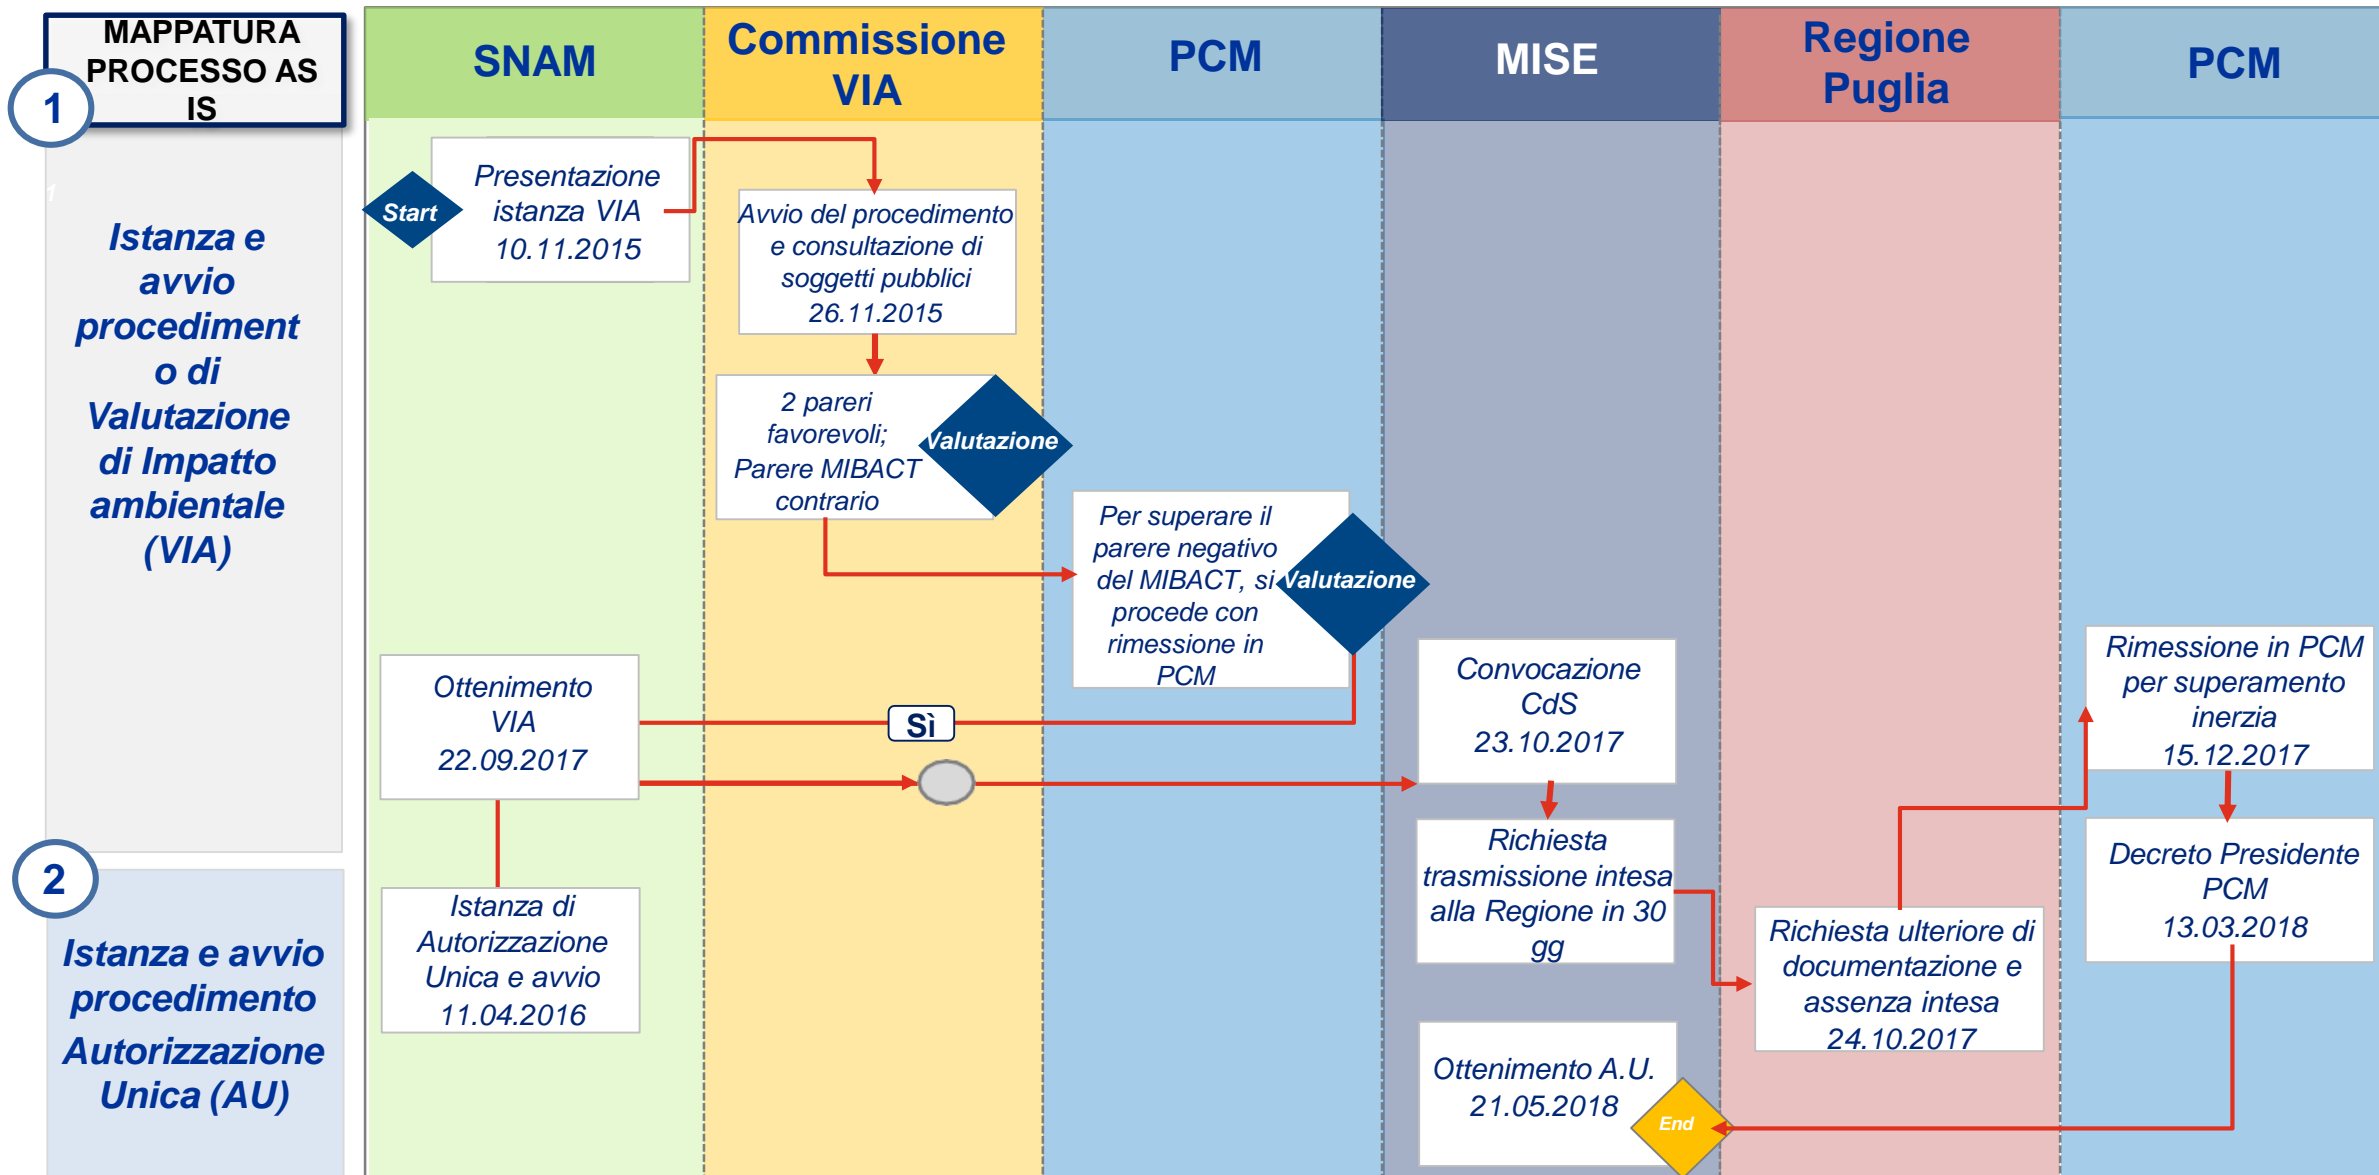 MAPPATURA
PROCESSO AS
IS
1
SNAM
Commissione
VIA
PCM
MISE
Regione
Puglia
PCM
1
Istanza e
avvio
procediment
o di
Valutazione
di Impatto
ambientale
(VIA)
Start
Presentazione
istanza VIA
10.11.2015
Avvio del procedimento
e consultazione di
soggetti pubblici
26.11.2015
2 pareri
favorevoli;
Parere MIBACT
contrario
Valutazione
Per superare il
parere negativo
del MIBACT, si
procede con
rimessione in
PCM
Valutazione
Sì
Ottenimento
VIA
22.09.2017
Convocazione
CdS
23.10.2017
Richiesta
trasmissione intesa
alla Regione in 30
gg
Richiesta ulteriore di
documentazione e
assenza intesa
24.10.2017
Rimessione in PCM
per superamento
inerzia
15.12.2017
Decreto Presidente
PCM
13.03.2018
2
Istanza e avvio
procedimento
Autorizzazione
Unica (AU)
Istanza di
Autorizzazione
Unica e avvio
11.04.2016
Ottenimento A.U.
21.05.2018
End